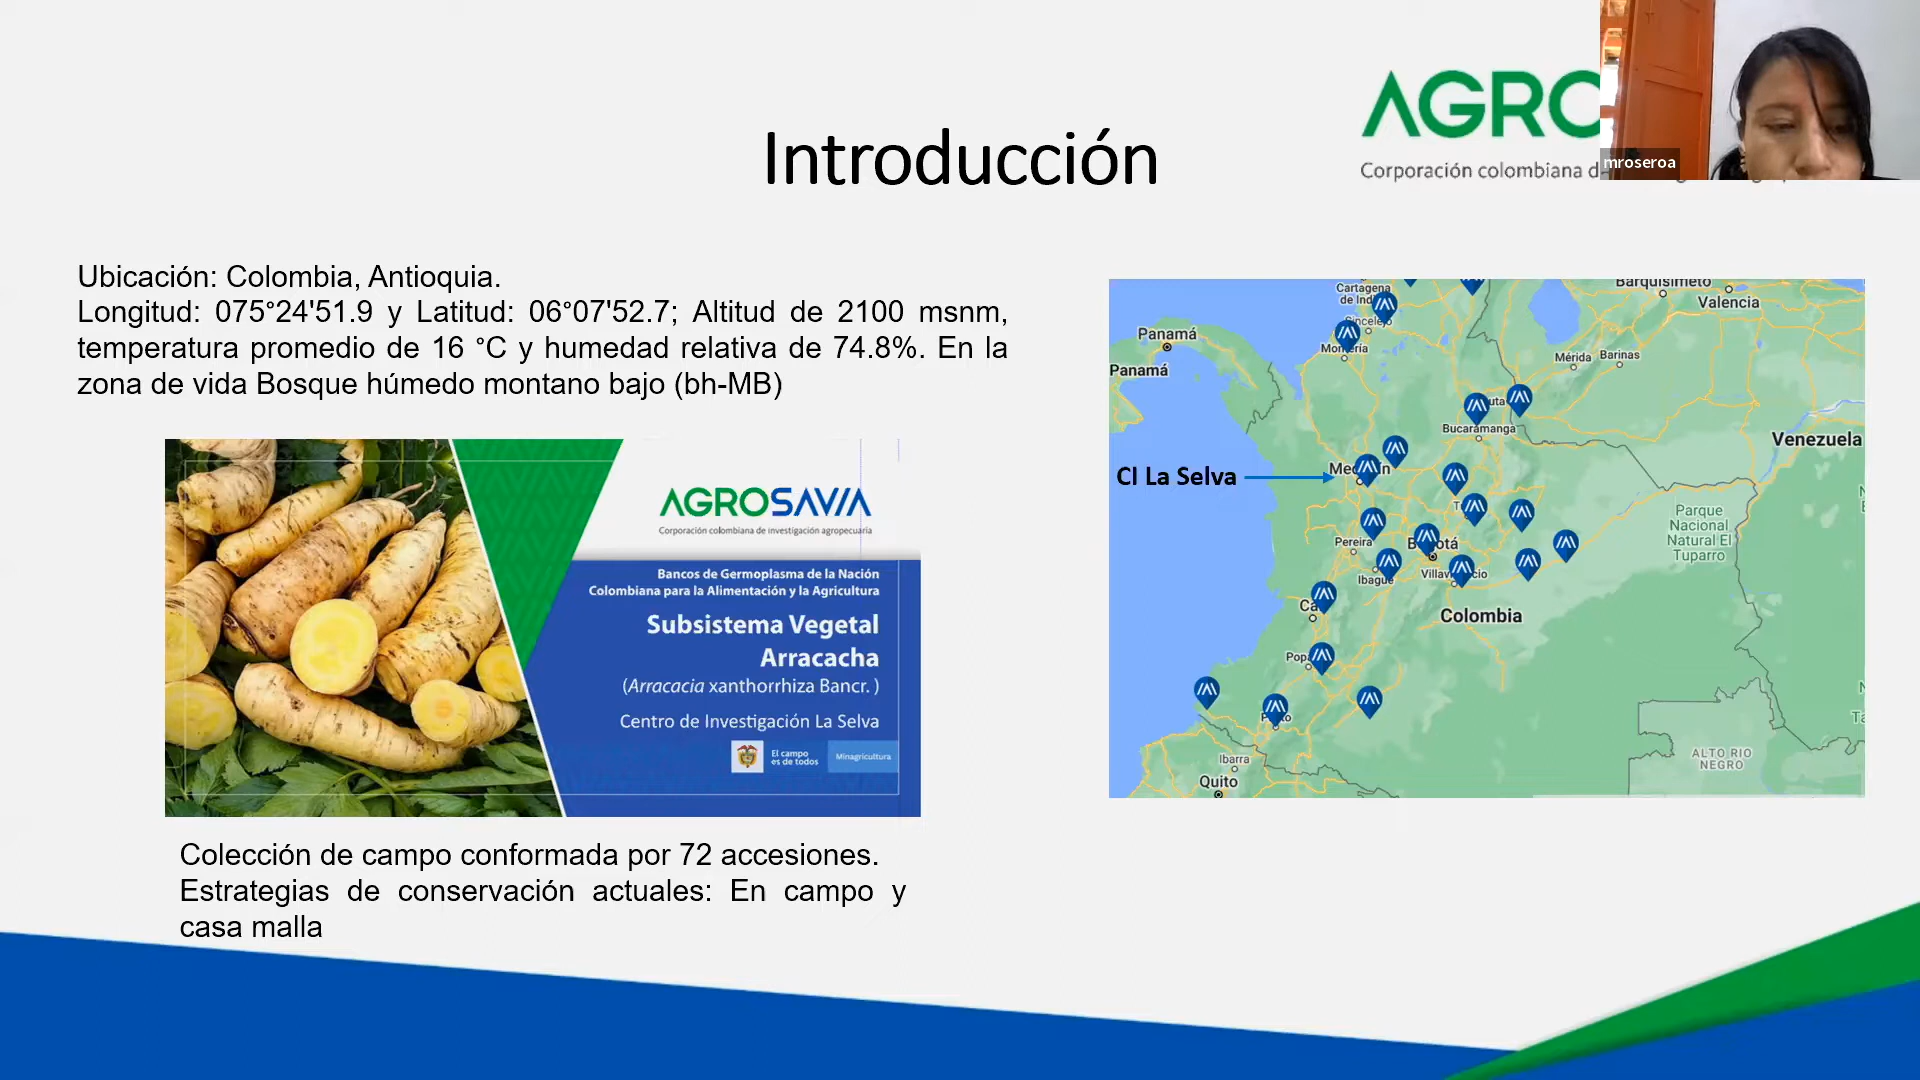 AGRO
Corporación colombiana d
mroseroa
Introducción
Ubicación: Colombia, Antioquia.
Longitud: 075°24'51.9 y Latitud: 06°07'52.7; Altitud de 2100 msnm,
temperatura promedio de 16 °C y humedad relativa de 74.8%. En la
zona de vida Bosque húmedo montano bajo (bh-MB)
AGROSAVIA
Corporación colombiana de investigación agropecuaria
Bancos de Germoplasma de la Nación
Colombiana para la Alimentación y la Agricultura
Subsistema Vegetal
Arracacha
(Arracacia xanthorrhiza Bancr. )
Centro de Investigación La Selva
El campo
es de todos
Minagricultura
Colección de campo conformada por 72 accesiones.
Estrategias de conservación actuales: En campo y
casa malla
Cartagena
de Ind
Barquisimeto
Valencia
Sincelejo
Panamá
Montería
Mérida
Barinas
Panamá
uta
Bucaramanga
Venezuela
CI La Selva
Med
ín
Parque
Nacional
Natural El
Tuparro
Pereira
B
otá
Ibagué
Villav
cio
Ca
Colombia
Pop
P
to
ALTO RIO
NEGRO
Ibarra
Quito